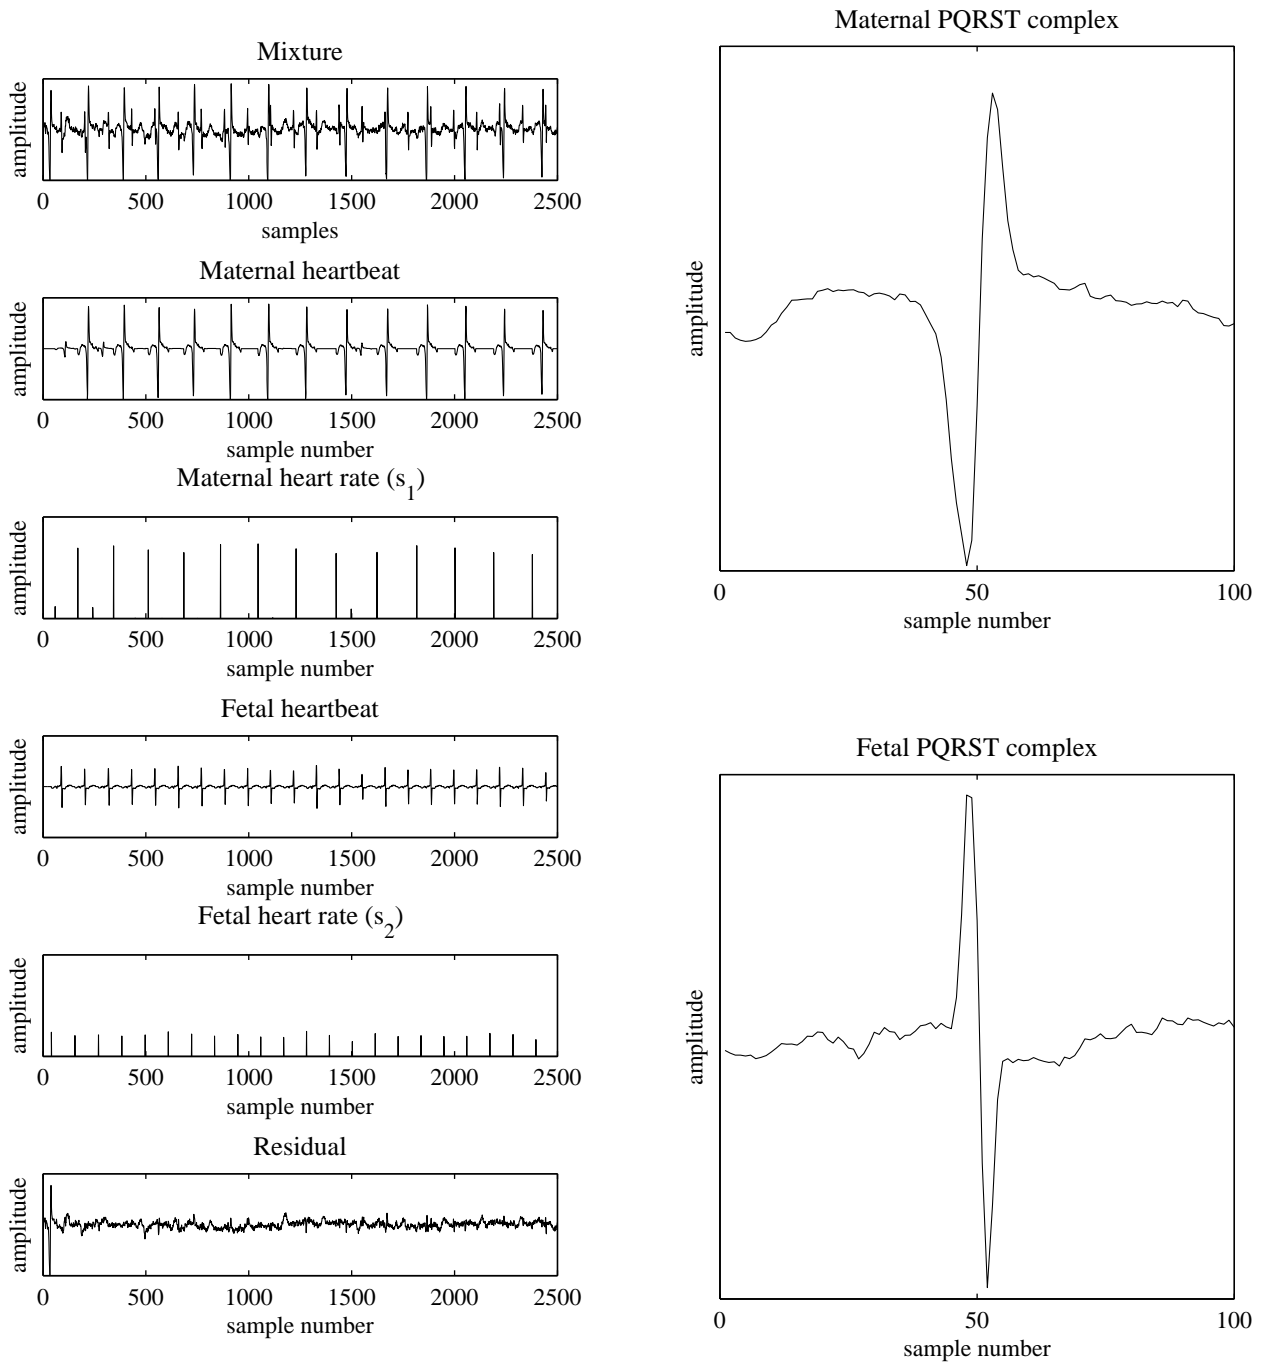 Mixture
amplitude
0 500 1000 1500 2000 2500
samples
Maternal heartbeat
amplitude
0 500 1000 1500 2000 2500
sample number
Maternal heart rate (s1)
amplitude
0 500 1000 1500 2000 2500
sample number
Fetal heartbeat
amplitude
0 500 1000 1500 2000 2500
sample number
Fetal heart rate (s2)
amplitude
0 500 1000 1500 2000 2500
sample number
Residual
amplitude
0 500 1000 1500 2000 2500
sample number
Maternal PQRST complex
amplitude
0 50 100
sample number
Fetal PQRST complex
amplitude
0 50 100
sample number